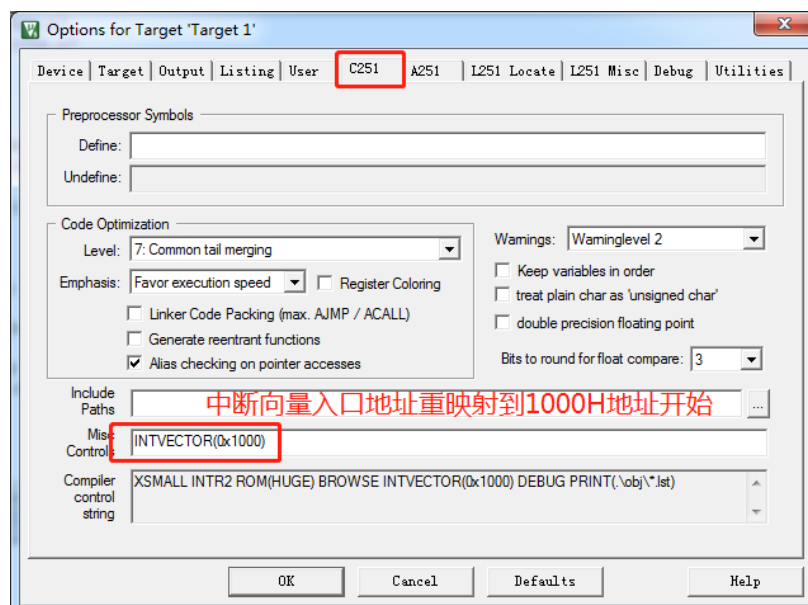 Options for Target 'Target 1'
Device | Target | Output | Listing | User | C251 | A251 | L251 Locate | L251 Misc | Debug | Utilities
Preprocessor Symbols
Define:
Undefine:
Code Optimization
Level: 7: Common tail merging
Emphasis: Favor execution speed
Register Coloring
Linker Code Packing (max. AJMP / ACALL)
Generate reentrant functions
Alias checking on pointer accesses
Warnings: Warninglevel 2
Keep variables in order
treat plain char as 'unsigned char'
double precision floating point
Bits to round for float compare: 3
Include
Paths
中断向量入口地址重映射到1000H地址开始
...
Misc
Controls
INTVECTOR(0x1000)
Compiler
control
string
XSMALL INTR2 ROM(HUGE) BROWSE INTVECTOR(0x1000) DEBUG PRINT(.\obj\*.lst)
OK
Cancel
Defaults
Help